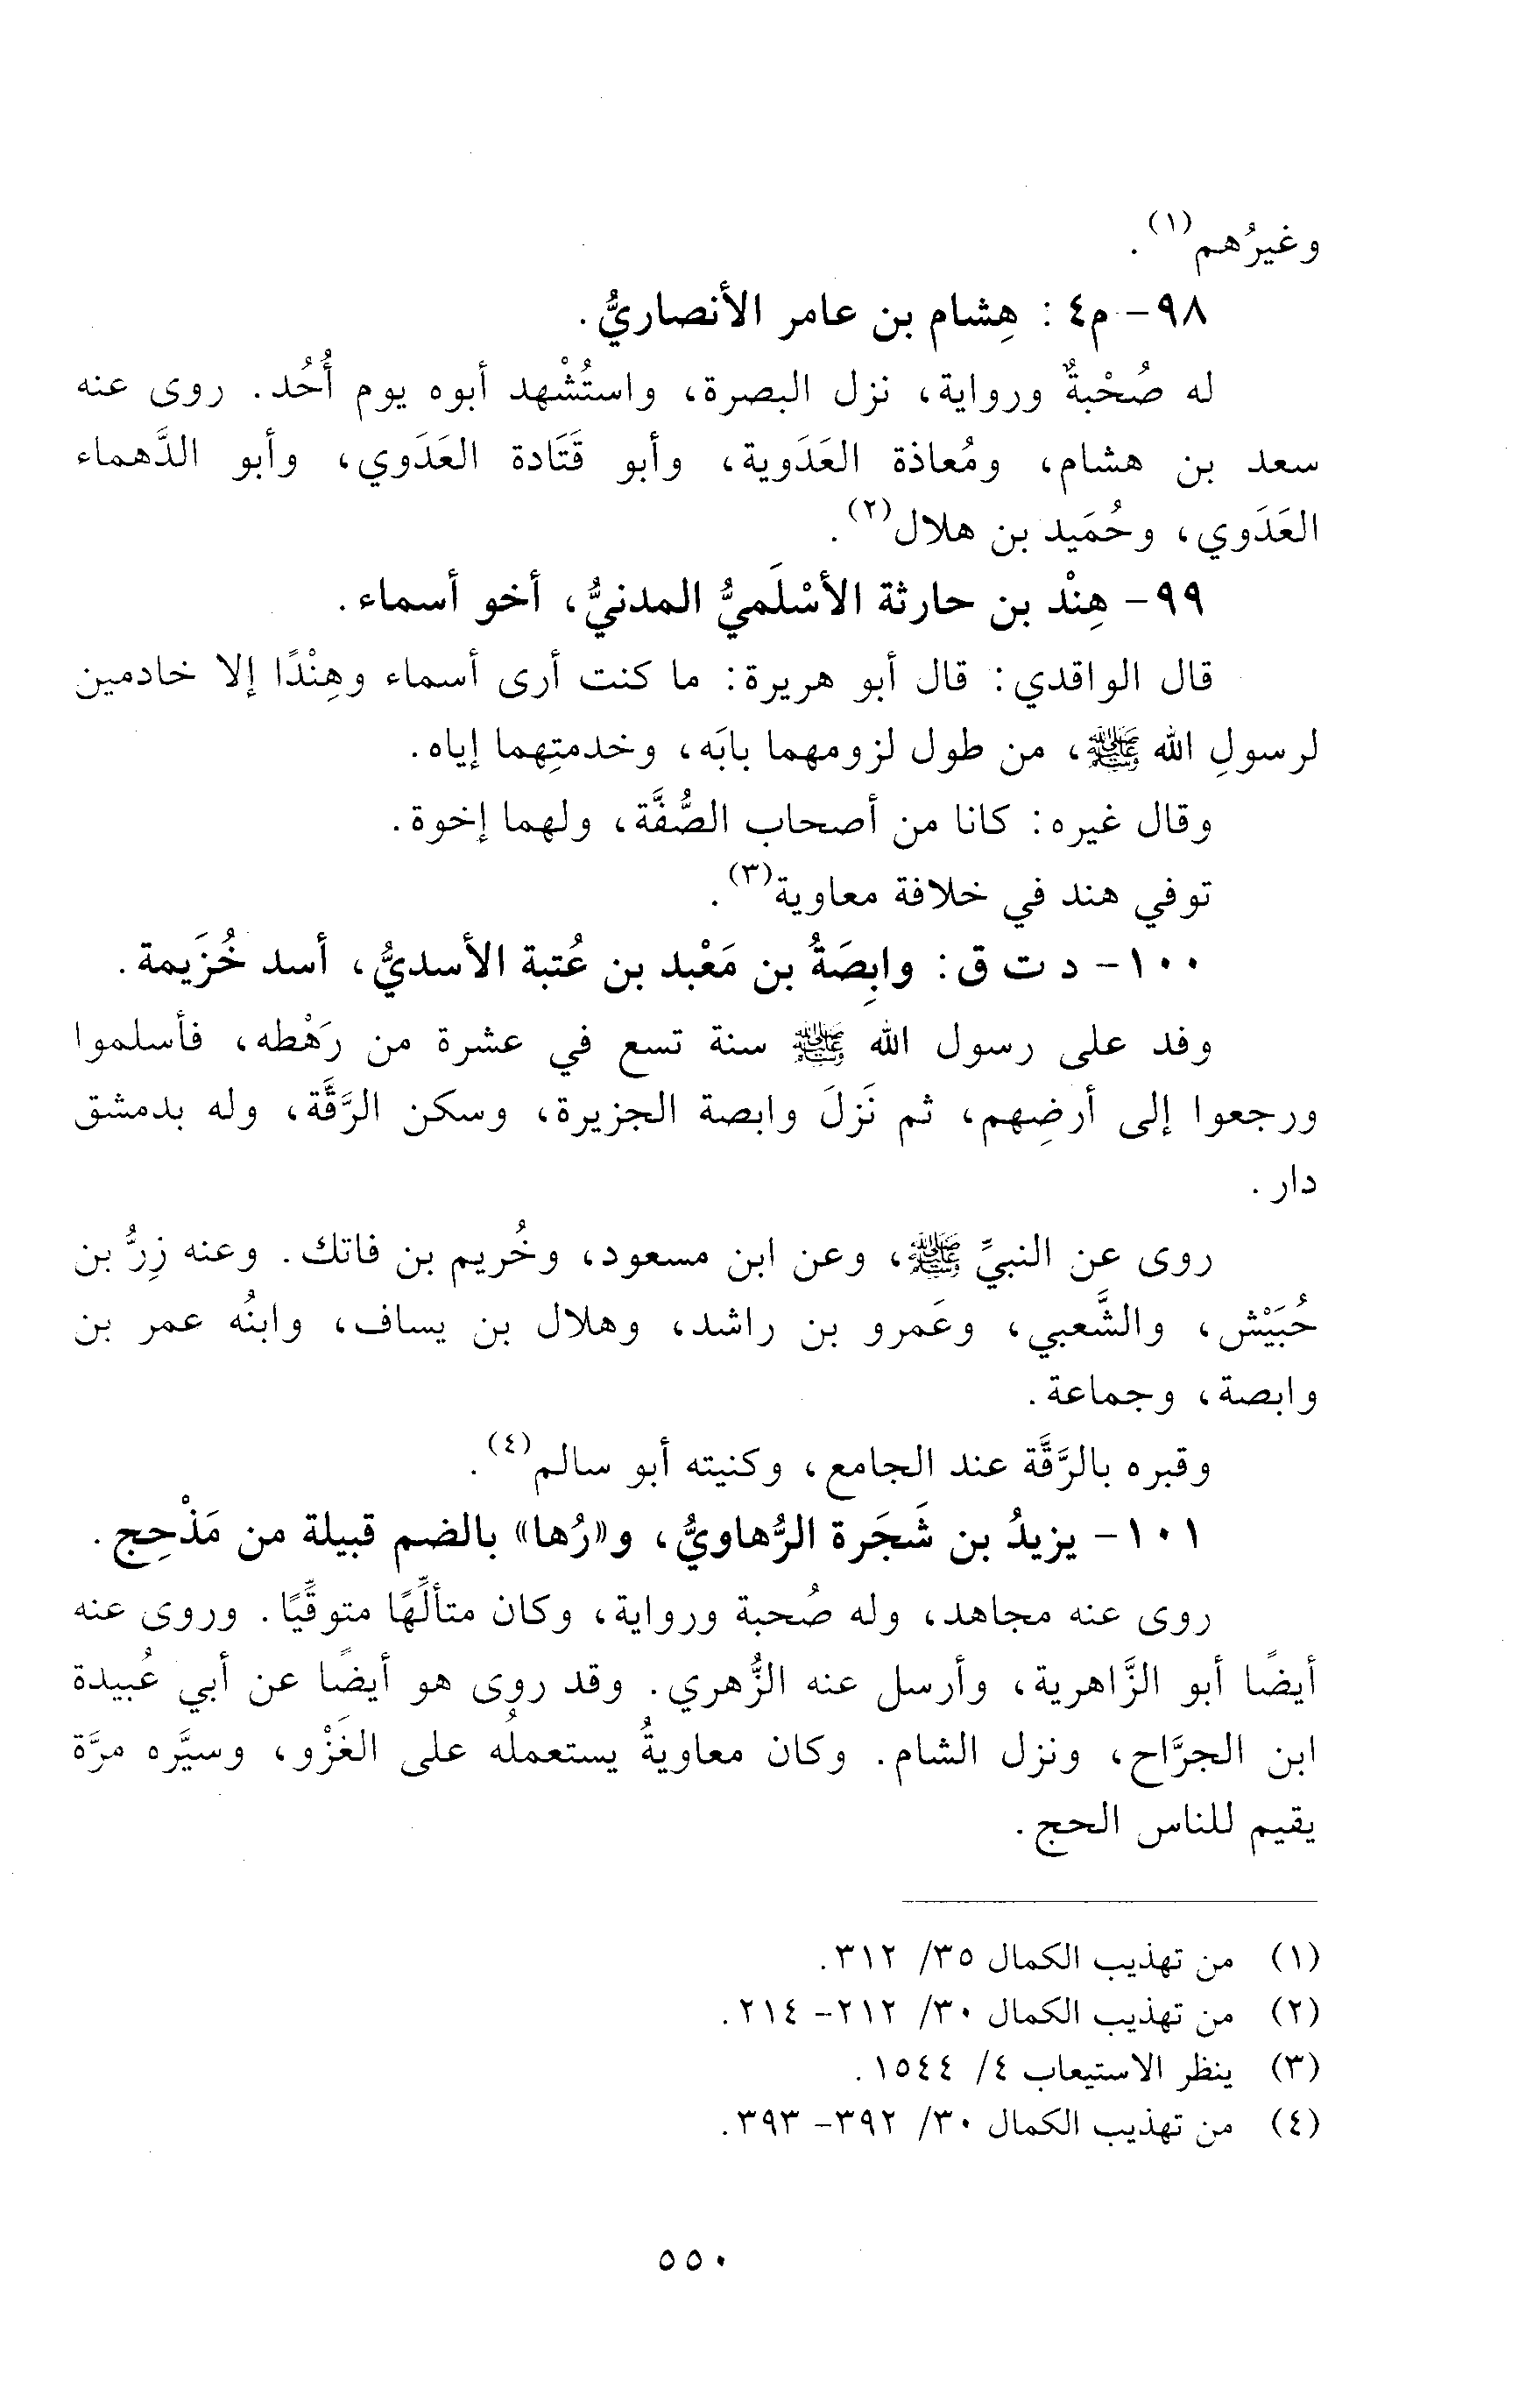 وغيرُهم(١).
٩٨- م٤ : هِشام بن عامر الأنصاريُّ.
له صُحْبةٌ ورواية، نزل البصرة، واستُشْهد أبوه يوم أُحُد. روى عنه
سعد بن هشام، ومُعاذة العَدَوية، وأبو قَتَادة العَدَوي، وأبو الدَّهماء
العَدَوي، وحُمَيد بن هلال(٢).
٩٩- هِنْد بن حارثة الأسْلَميُّ المدنيُّ، أخو أسماء.
قال الواقدي: قال أبو هريرة: ما كنت أرى أسماء وهِنْدًا إلا خادمين
لرسولِ الله ﷺ، من طول لزومهما بابَه، وخدمتِهما إياه.
وقال غيره: كانا من أصحاب الصُّفَّة، ولهما إخوة.
توفي هند في خلافة معاوية(٣).
١٠٠- د ت ق: وابِصَةُ بن مَعْبد بن عُتبة الأسديُّ، أسد خُزَيمة.
وفد على رسول الله ﷺ سنة تسع في عشرة من رَهْطه، فأسلموا
ورجعوا إلى أرضِهم، ثم نَزلَ وابصة الجزيرة، وسكن الرَّقَّة، وله بدمشق
دار.
روى عن النبيِّ ﷺ، وعن ابن مسعود، وخُريم بن فاتك. وعنه زِرُّ بن
حُبَيْش، والشَّعبي، وعَمرو بن راشد، وهلال بن يساف، وابنُه عمر بن
وابصة، وجماعة.
وقبره بالرَّقَّة عند الجامع، وكنيته أبو سالم(٤).
١٠١- يزيدُ بن شَجَرة الرُّهاويُّ، و«رُها» بالضم قبيلة من مَذْحِج.
روى عنه مجاهد، وله صُحبة ورواية، وكان متألِّهًا متوقِّيًا. وروى عنه
أيضًا أبو الزَّاهرية، وأرسل عنه الزُّهري. وقد روى هو أيضًا عن أبي عُبيدة
ابن الجرَّاح، ونزل الشام. وكان معاويةُ يستعملُه على الغَزْو، وسيَّره مرَّة
يقيم للناس الحج.
(١) من تهذيب الكمال ٣٥/ ٣١٢.
(٢) من تهذيب الكمال ٣٠/ ٢١٢- ٢١٤.
(٣) ينظر الاستيعاب ٤/ ١٥٤٤.
(٤) من تهذيب الكمال ٣٠/ ٣٩٢- ٣٩٣.
٥٥٠